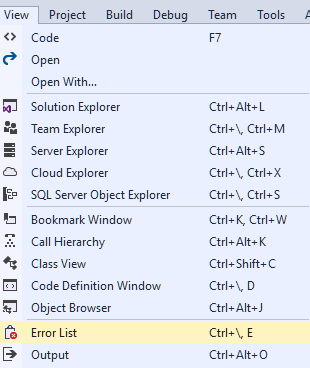 View Project Build Debug Team Tools
Code F7
Open
Open With...
Solution Explorer Ctrl+Alt+L
Team Explorer Ctrl+\, Ctrl+M
Server Explorer Ctrl+Alt+S
Cloud Explorer Ctrl+\, Ctrl+X
SQL Server Object Explorer Ctrl+\, Ctrl+S
Bookmark Window Ctrl+K, Ctrl+W
Call Hierarchy Ctrl+Alt+K
Class View Ctrl+Shift+C
Code Definition Window Ctrl+\, D
Object Browser Ctrl+Alt+J
Error List Ctrl+\, E
Output Ctrl+Alt+O